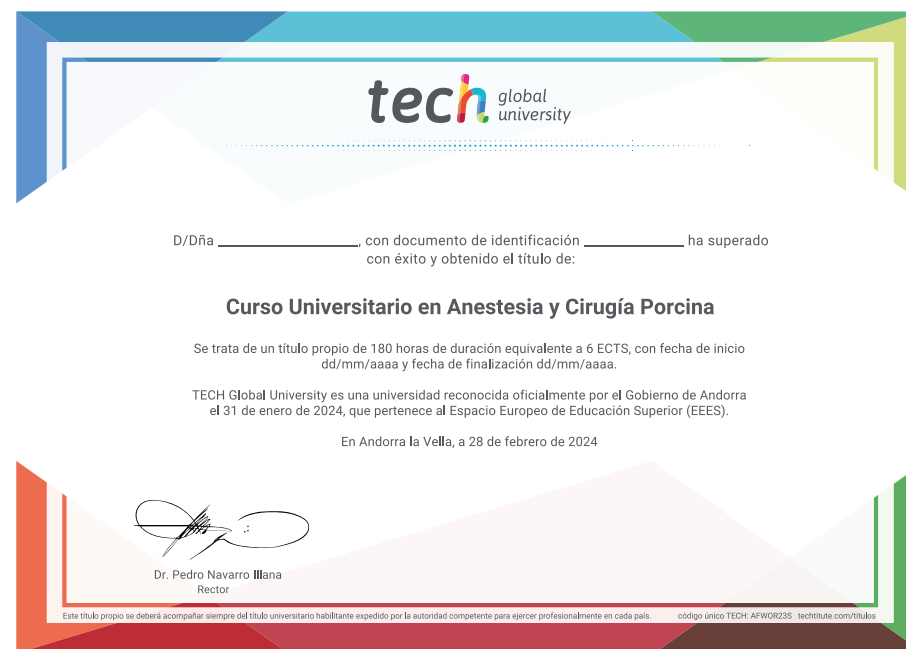 tech global
university
D/Dña ____________, con documento de identificación ____________ ha superado
con éxito y obtenido el título de:
Curso Universitario en Anestesia y Cirugía Porcina
Se trata de un título propio de 180 horas de duración equivalente a 6 ECTS, con fecha de inicio
dd/mm/aaaa y fecha de finalización dd/mm/aaaa.
TECH Global University es una universidad reconocida oficialmente por el Gobierno de Andorra
el 31 de enero de 2024, que pertenece al Espacio Europeo de Educación Superior (EEES).
En Andorra la Vella, a 28 de febrero de 2024
Dr. Pedro Navarro Illana
Rector
Este título propio se deberá acompañar siempre del título universitario habilitante expedido por la autoridad competente para ejercer profesionalmente en cada país. código único TECH: AFWOR23S techtitute.com/titulos